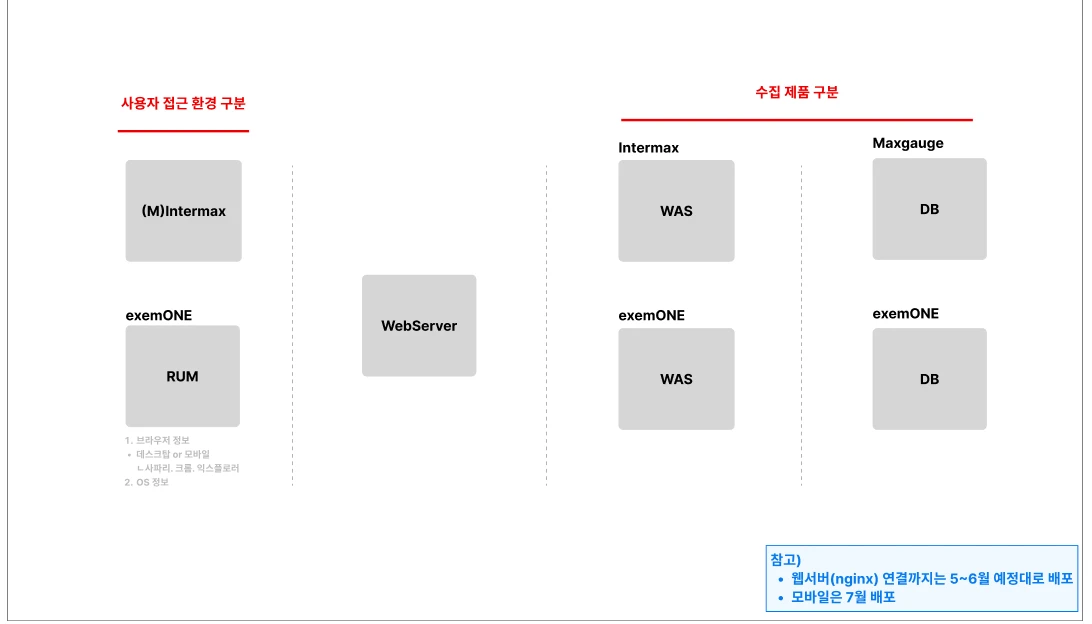 사용자 접근 환경 구분
수집 제품 구분
(M)Intermax
exemONE
RUM
1. 브라우저 정보
• 데스크탑 or 모바일
ㄴ사파리. 크롬. 익스플로러
2. OS 정보
WebServer
Intermax
WAS
exemONE
WAS
Maxgauge
DB
exemONE
DB
참고)
• 웹서버(nginx) 연결까지는 5~6월 예정대로 배포
• 모바일은 7월 배포